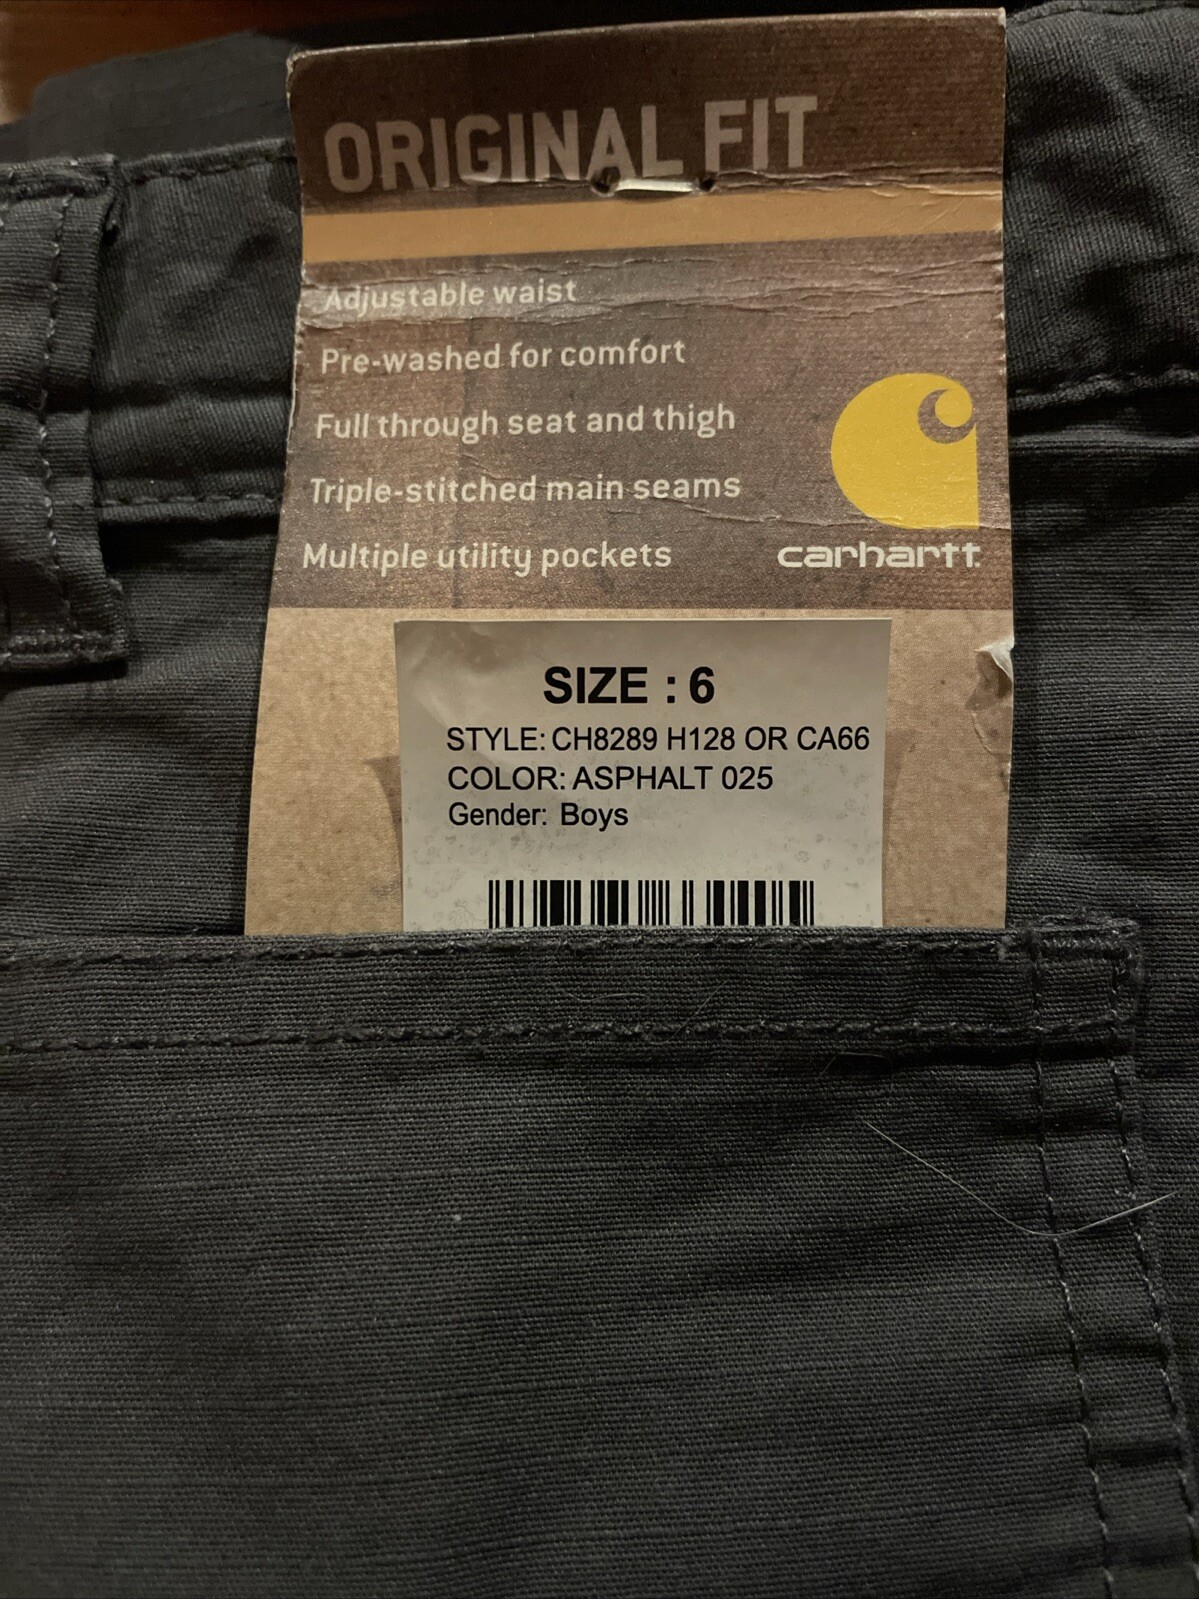 ORIGINAL FIT
Adjustable waist
Pre-washed for comfort
Full through seat and thigh
Triple-stitched main seams
Multiple utility pockets
carhartt
SIZE : 6
STYLE: CH8289 H128 OR CA66
COLOR: ASPHALT 025
Gender: Boys